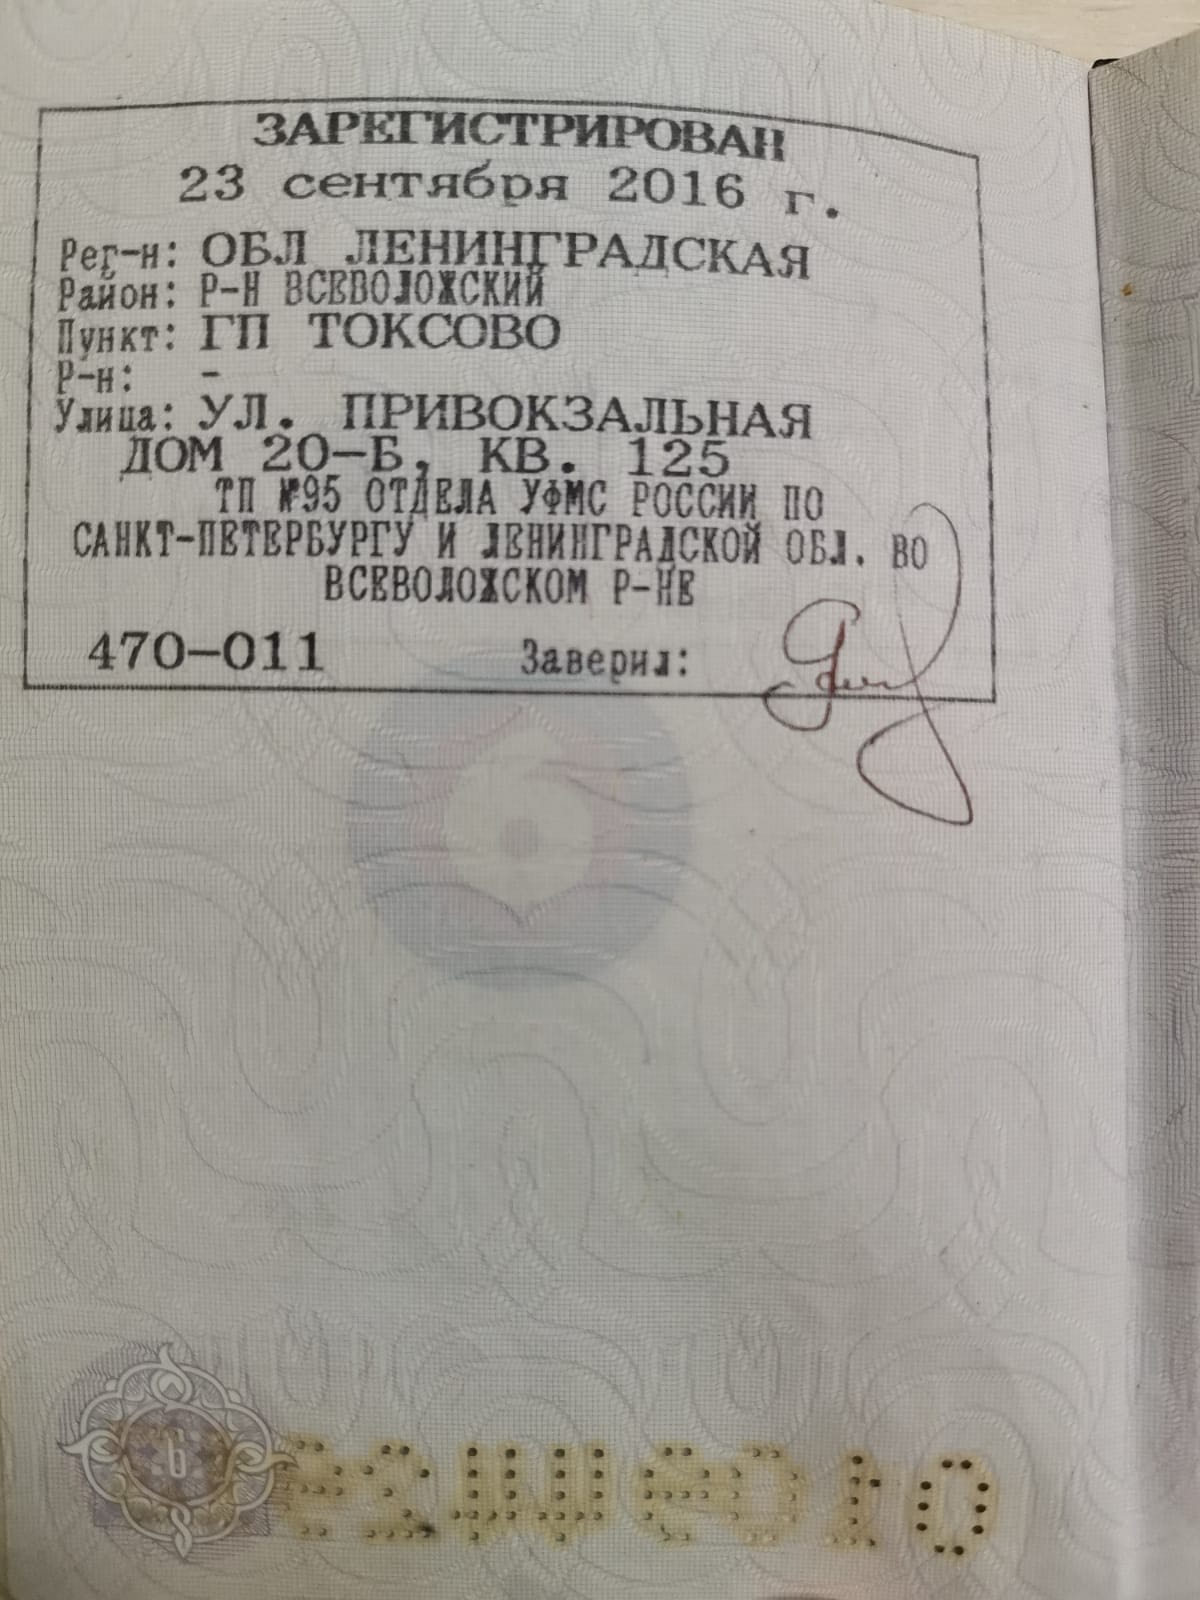 ЗАРЕГИСТРИРОВАН
23 сентября 2016 г.
Рег-н: ОБЛ ЛЕНИНГРАДСКАЯ
Район: Р-Н ВСЕВОЛОЖСКИЙ
Пункт: ГП ТОКСОВО
Р-н: -
Улица: УЛ. ПРИВОКЗАЛЬНАЯ
ДОМ 20-Б, КВ. 125
ТП №95 ОТДЕЛА УФМС РОССИИ ПО
САНКТ-ПЕТЕРБУРГУ И ЛЕНИНГРАДСКОЙ ОБЛ. ВО
ВСЕВОЛОЖСКОМ Р-НЕ
470-011 Заверил:
6